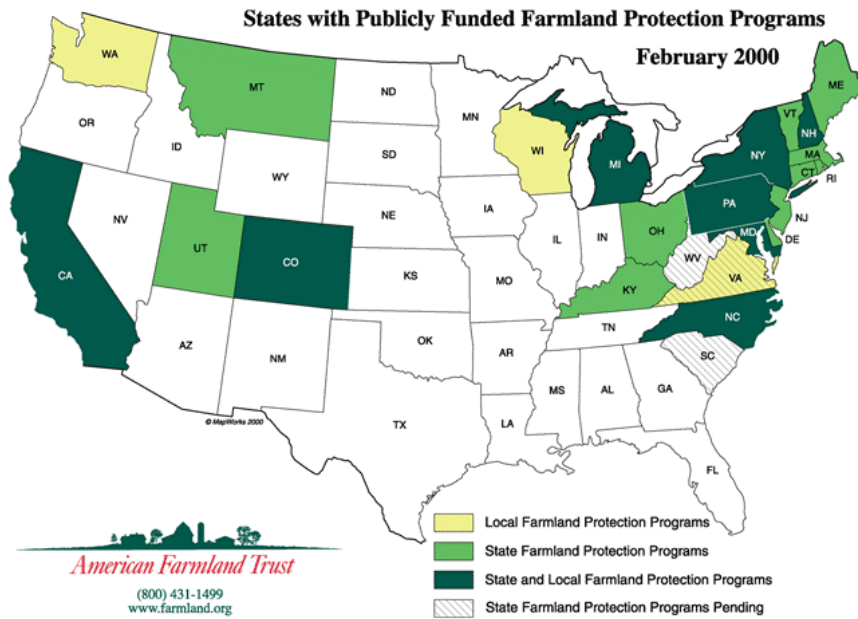 States with Publicly Funded Farmland Protection Programs
February 2000
WA
MT
ND
MN
ME
VT
NH
OR
ID
SD
WI
MI
NY
MA
CT
RI
WY
NV
NE
IA
PA
NJ
UT
CO
IL
IN
OH
MD
DE
WV
VA
CA
KS
MO
KY
NC
TN
AZ
NM
OK
AR
SC
MS
AL
GA
TX
LA
FL
© MapWorks 2000
Local Farmland Protection Programs
State Farmland Protection Programs
State and Local Farmland Protection Programs
State Farmland Protection Programs Pending
American Farmland Trust
(800) 431-1499
www.farmland.org